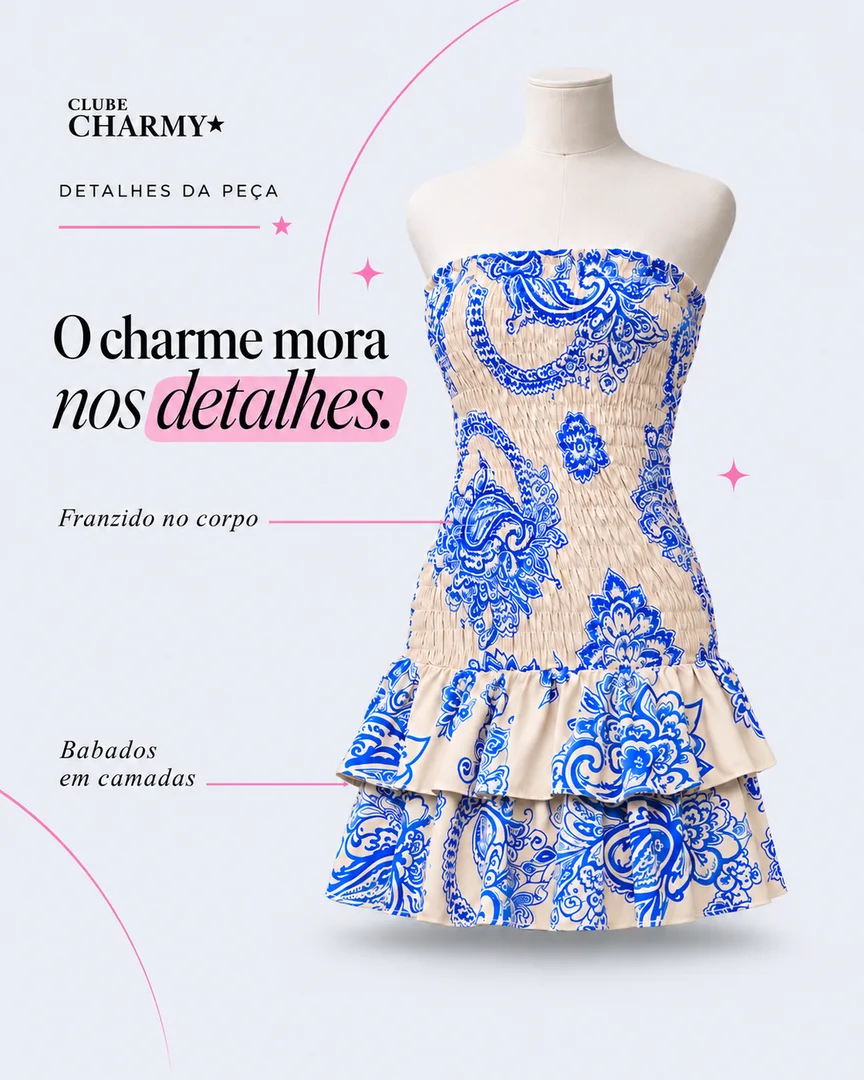 CLUBE
CHARMY★
DETALHES DA PEÇA
O charme mora
nos detalhes.
Franzido no corpo
Babados
em camadas